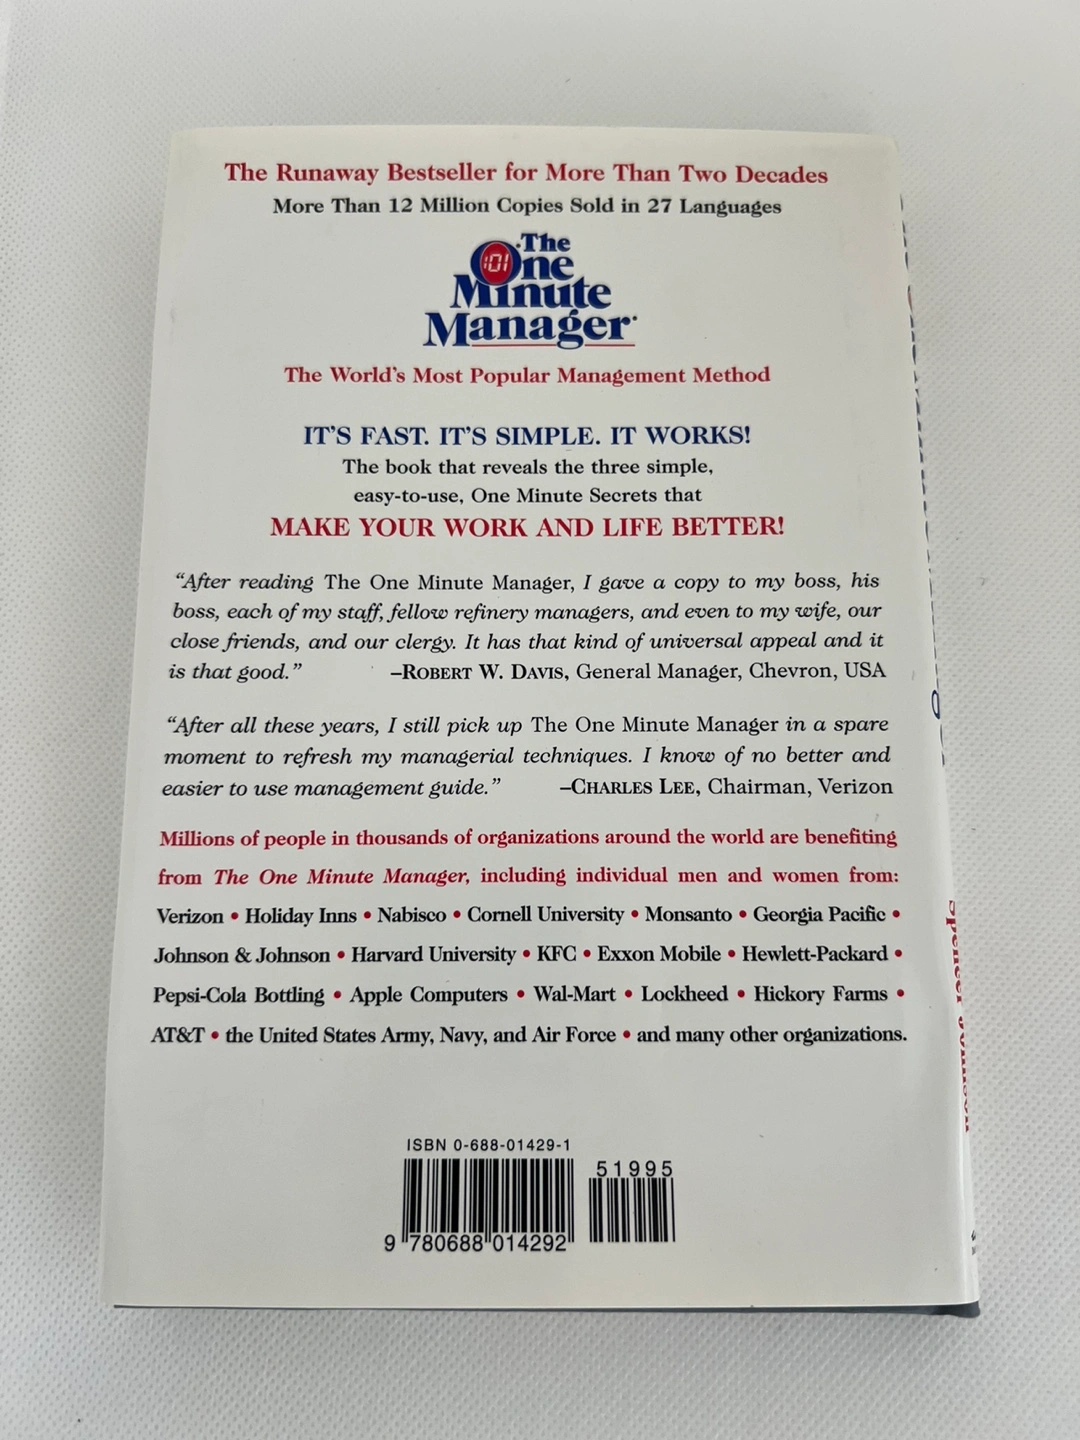 The Runaway Bestseller for More Than Two Decades
More Than 12 Million Copies Sold in 27 Languages
The
One
101
Minute
Manager
The World's Most Popular Management Method
IT'S FAST. IT'S SIMPLE. IT WORKS!
The book that reveals the three simple,
easy-to-use, One Minute Secrets that
MAKE YOUR WORK AND LIFE BETTER!
“After reading The One Minute Manager, I gave a copy to my boss, his
boss, each of my staff, fellow refinery managers, and even to my wife, our
close friends, and our clergy. It has that kind of universal appeal and it
is that good.” –ROBERT W. DAVIS, General Manager, Chevron, USA
“After all these years, I still pick up The One Minute Manager in a spare
moment to refresh my managerial techniques. I know of no better and
easier to use management guide.” –CHARLES LEE, Chairman, Verizon
Millions of people in thousands of organizations around the world are benefiting
from The One Minute Manager, including individual men and women from:
Verizon • Holiday Inns • Nabisco • Cornell University • Monsanto • Georgia Pacific •
Johnson & Johnson • Harvard University • KFC • Exxon Mobile • Hewlett-Packard •
Pepsi-Cola Bottling • Apple Computers • Wal-Mart • Lockheed • Hickory Farms •
AT&T • the United States Army, Navy, and Air Force • and many other organizations.
ISBN 0-688-01429-1
51995
9 780688 014292
Spencer Johnson